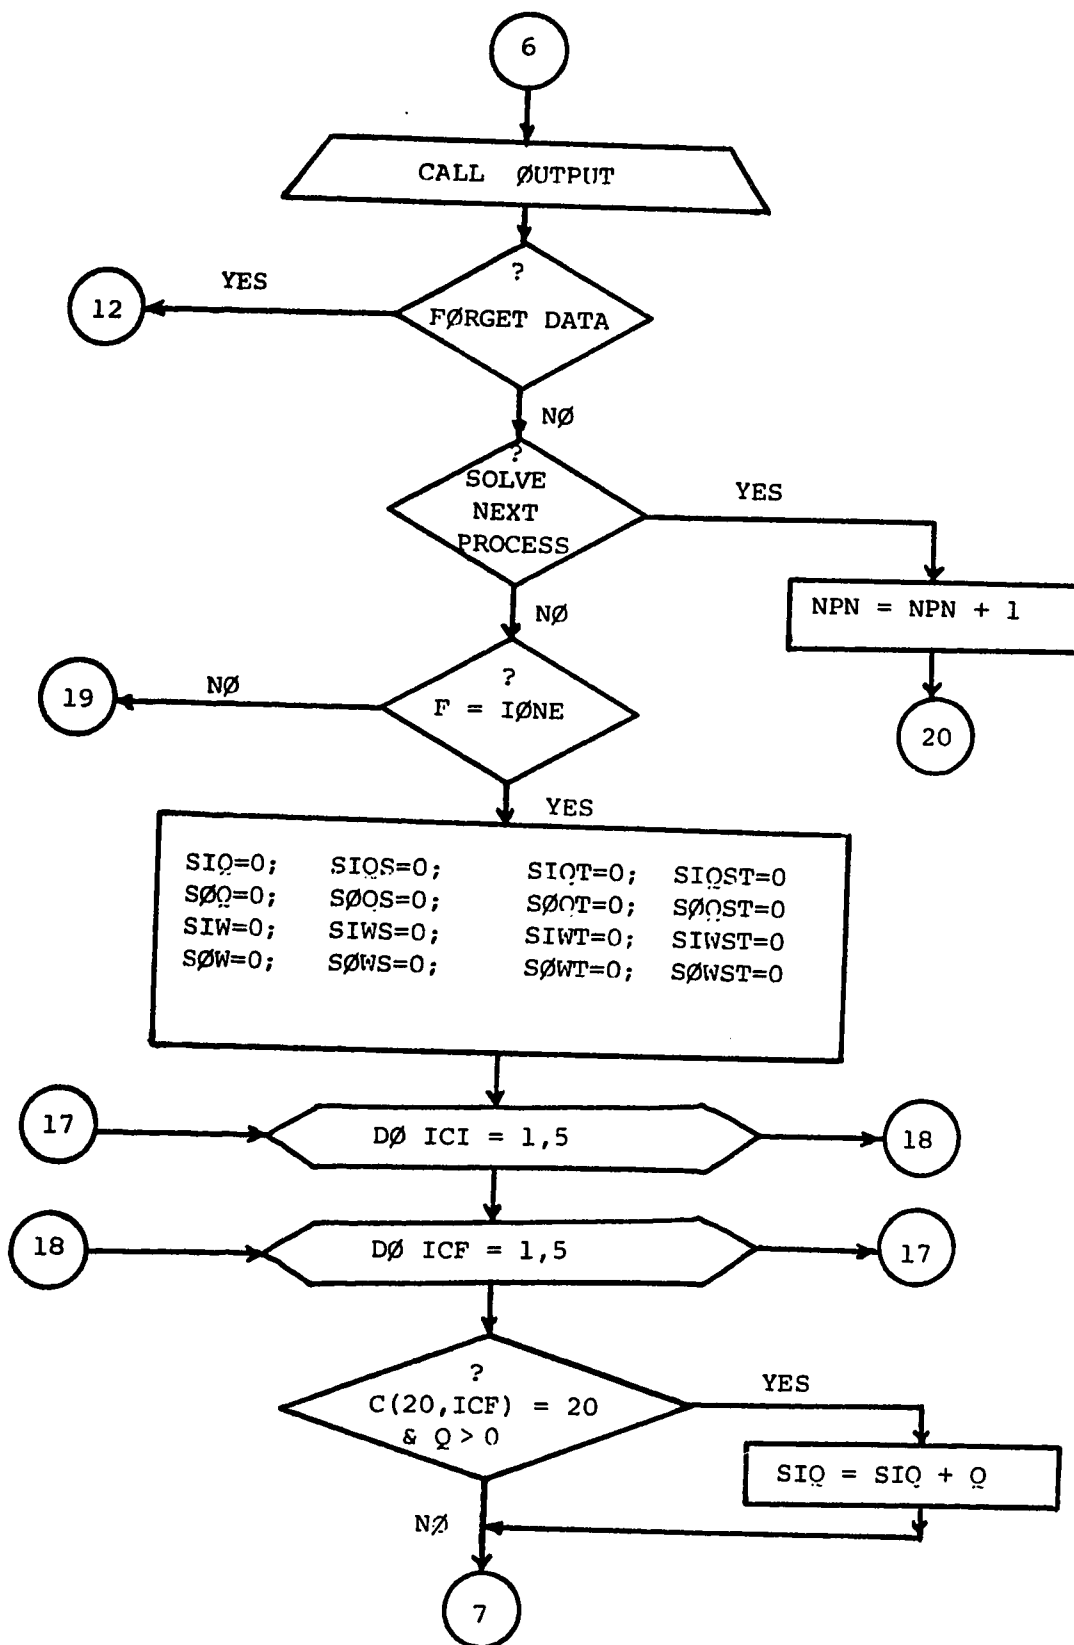 6
CALL ØUTPUT
?
FØRGET DATA
YES
12
NØ
?
SOLVE
NEXT
PROCESS
YES
NPN = NPN + 1
20
NØ
?
F = IØNE
NØ
19
YES
SIQ=0; SIQS=0; SIQT=0; SIQST=0
SØQ=0; SØQS=0; SØQT=0; SØQST=0
SIW=0; SIWS=0; SIWT=0; SIWST=0
SØW=0; SØWS=0; SØWT=0; SØWST=0
17
DØ ICI = 1,5
18
18
DØ ICF = 1,5
17
?
C(20,ICF) = 20
& Q > 0
YES
SIQ = SIQ + Q
NØ
7